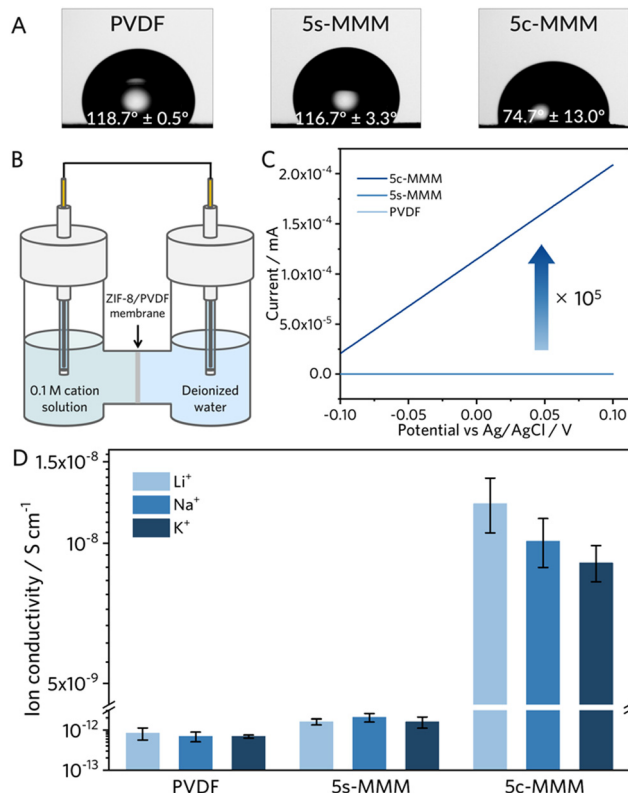 A
PVDF
5s-MMM
5c-MMM
118.7° ± 0.5°
116.7° ± 3.3°
74.7° ± 13.0°
B
ZIF-8/PVDF
membrane
0.1 M cation
solution
Deionized
water
C
5c-MMM
5s-MMM
PVDF
× 10⁵
Current / mA
2.0x10⁻⁴
1.5x10⁻⁴
1.0x10⁻⁴
5.0x10⁻⁵
0.0
-0.10
-0.05
0.00
0.05
0.10
Potential vs Ag/AgCl / V
D
Li⁺
Na⁺
K⁺
Ion conductivity / S cm⁻¹
1.5x10⁻⁸
10⁻⁸
5x10⁻⁹
10⁻¹²
10⁻¹³
PVDF
5s-MMM
5c-MMM